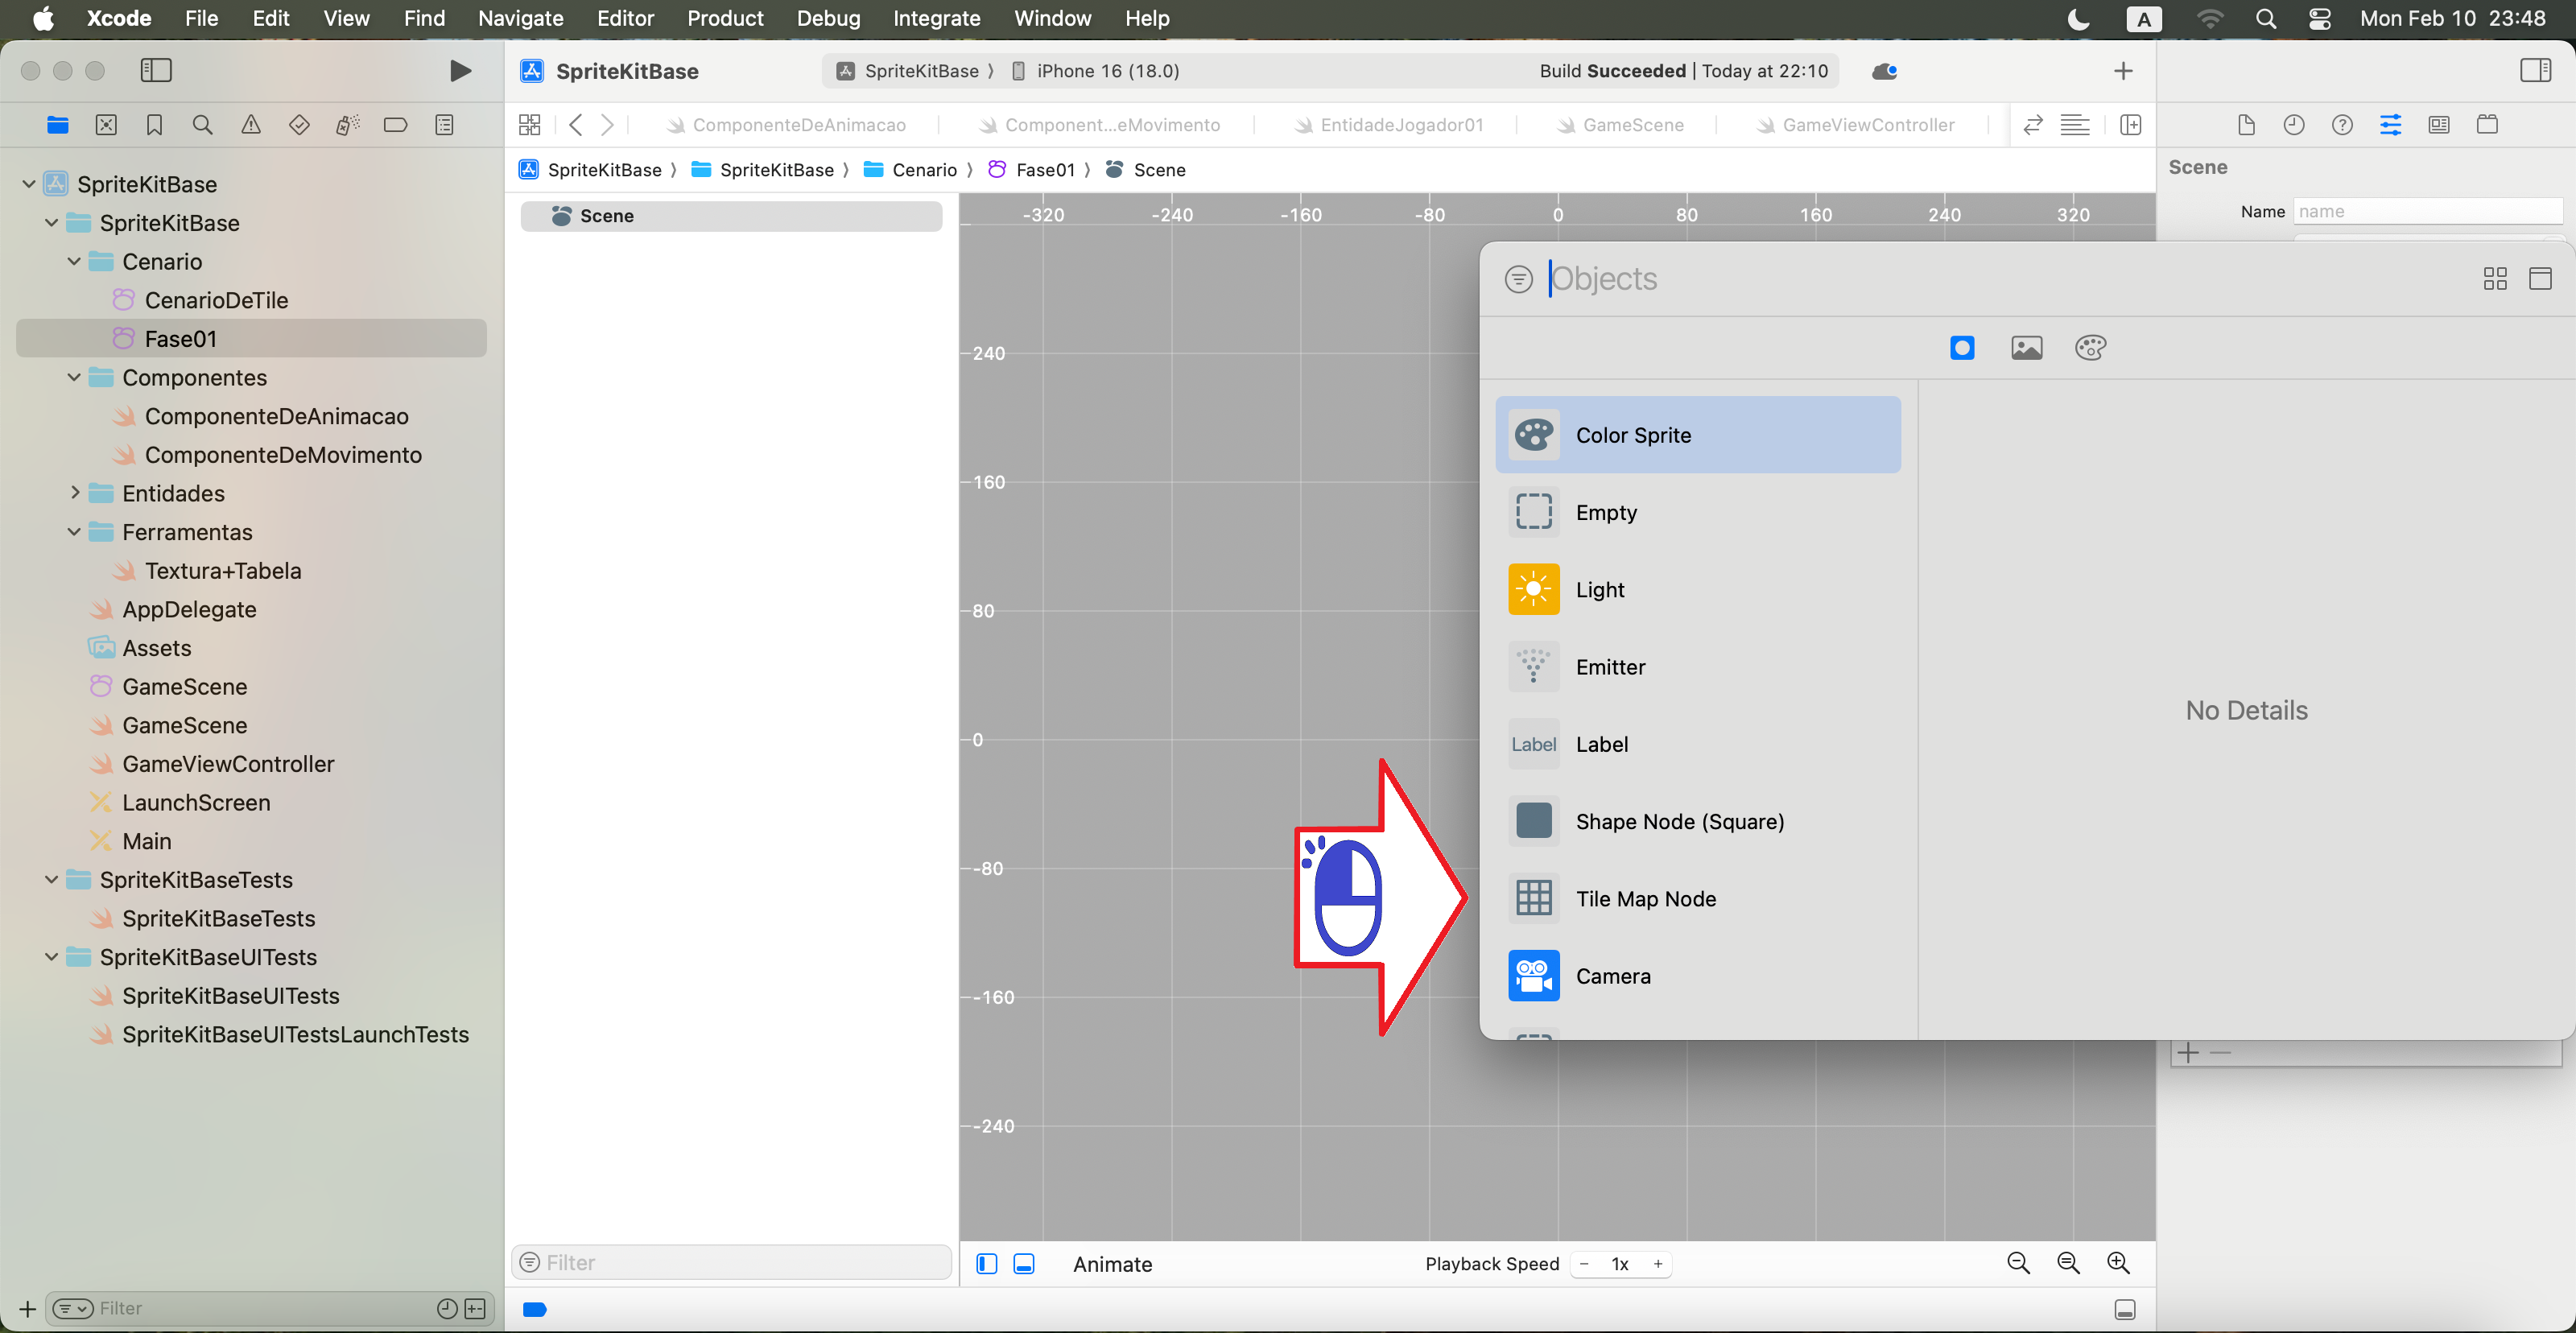 Xcode File Edit View Find Navigate Editor Product Debug Integrate Window Help A Mon Feb 10 23:48
SpriteKitBase SpriteKitBase iPhone 16 (18.0) Build Succeeded | Today at 22:10
ComponenteDeAnimacao Component...eMovimento EntidadeJogador01 GameScene GameViewController
SpriteKitBase SpriteKitBase Cenario Fase01 Scene
SpriteKitBase
SpriteKitBase
Cenario
CenarioDeTile
Fase01
Componentes
ComponenteDeAnimacao
ComponenteDeMovimento
Entidades
Ferramentas
Textura+Tabela
AppDelegate
Assets
GameScene
GameScene
GameViewController
LaunchScreen
Main
SpriteKitBaseTests
SpriteKitBaseTests
SpriteKitBaseUITests
SpriteKitBaseUITests
SpriteKitBaseUITestsLaunchTests
Filter
Scene
Filter
-320 -240 -160 -80 0 80 160 240 320
240
160
80
0
-80
-160
-240
Animate Playback Speed - 1x +
Scene
Name name
Objects
Color Sprite
Empty
Light
Emitter
Label Label
Shape Node (Square)
Tile Map Node
Camera
No Details